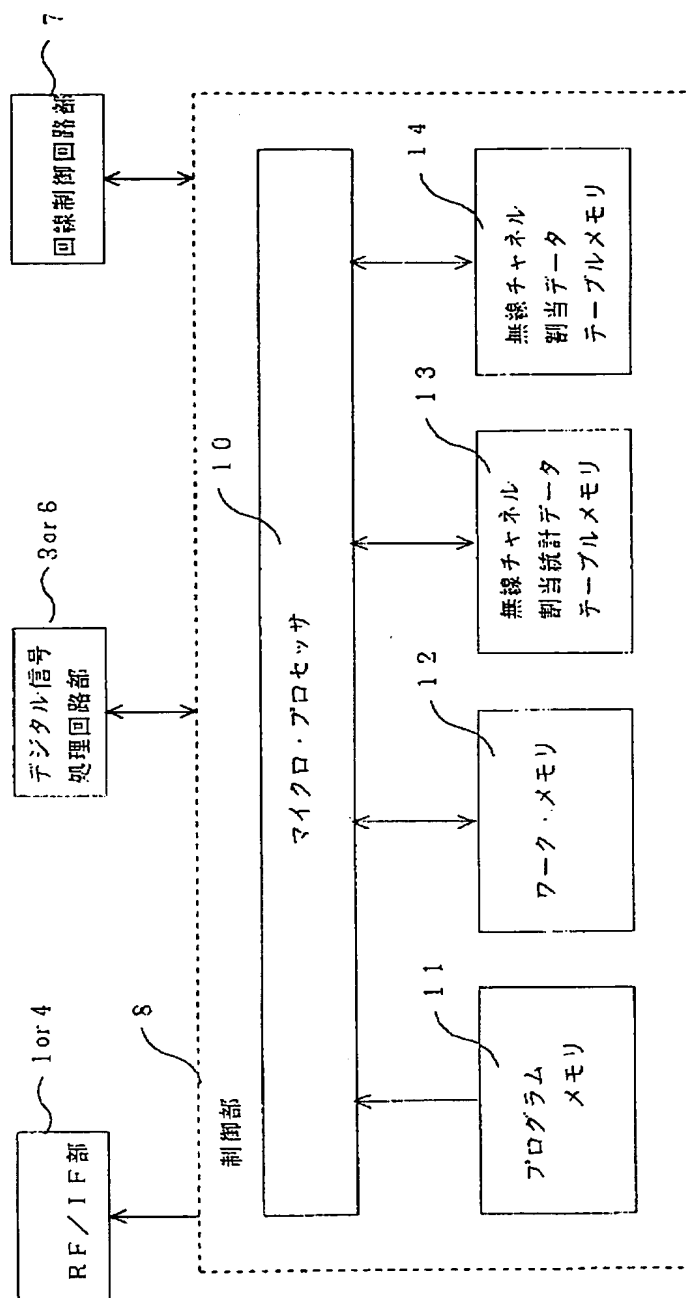 1or4
RF/IF部
3or6
デジタル信号
処理回路部
7
回線制御回路部
8
制御部
10
マイクロ・プロセッサ
11
プログラム
メモリ
12
ワーク・メモリ
13
無線チャネル
割当統計データ
テーブルメモリ
14
無線チャネル
割当データ
テーブルメモリ